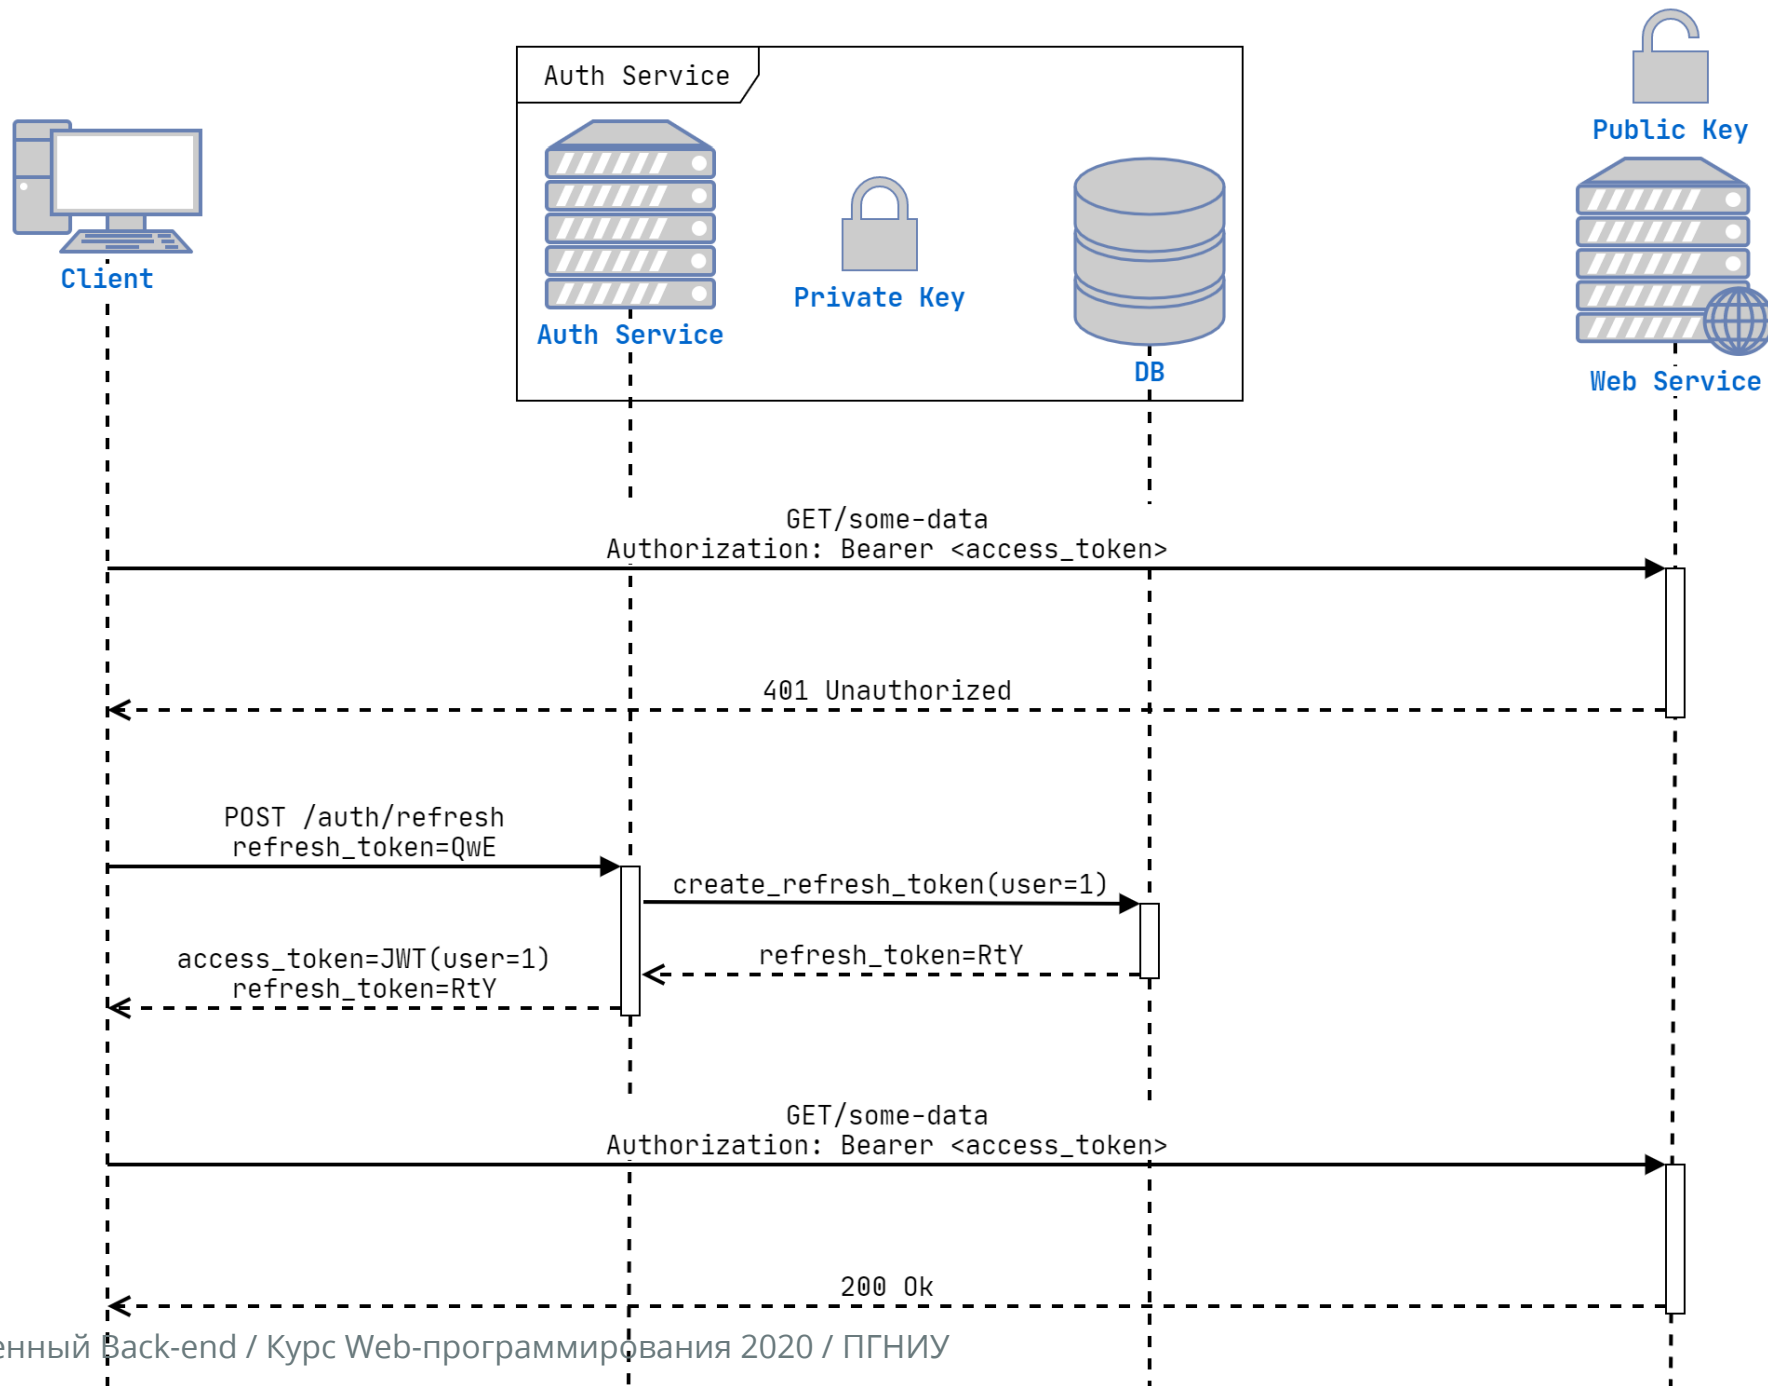 Auth Service
Public Key
Client
Private Key
Auth Service
DB
Web Service
GET/some-data
Authorization: Bearer <access_token>
401 Unauthorized
POST /auth/refresh
refresh_token=QwE
create_refresh_token(user=1)
refresh_token=RtY
access_token=JWT(user=1)
refresh_token=RtY
GET/some-data
Authorization: Bearer <access_token>
200 Ok
енный Back-end / Курс Web-программирования 2020 / ПГНИУ